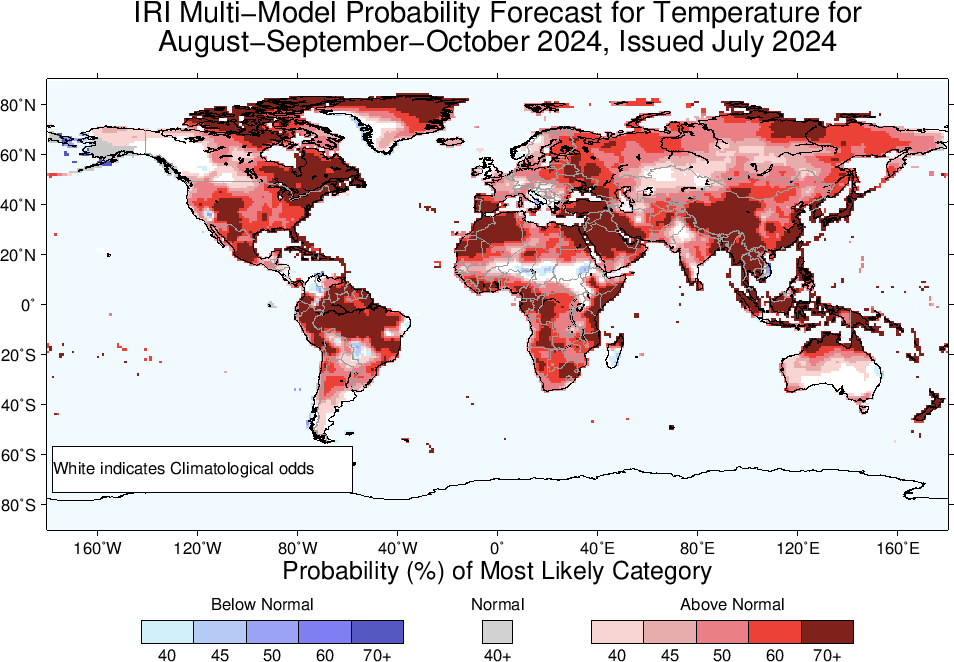 IRI Multi−Model Probability Forecast for Temperature for
August−September−October 2024, Issued July 2024
80˚N
60˚N
40˚N
20˚N
0˚
20˚S
40˚S
60˚S
80˚S
White indicates Climatological odds
160˚W 120˚W 80˚W 40˚W 0˚ 40˚E 80˚E 120˚E 160˚E
Probability (%) of Most Likely Category
Below Normal Normal Above Normal
40 45 50 60 70+ 40+ 40 45 50 60 70+